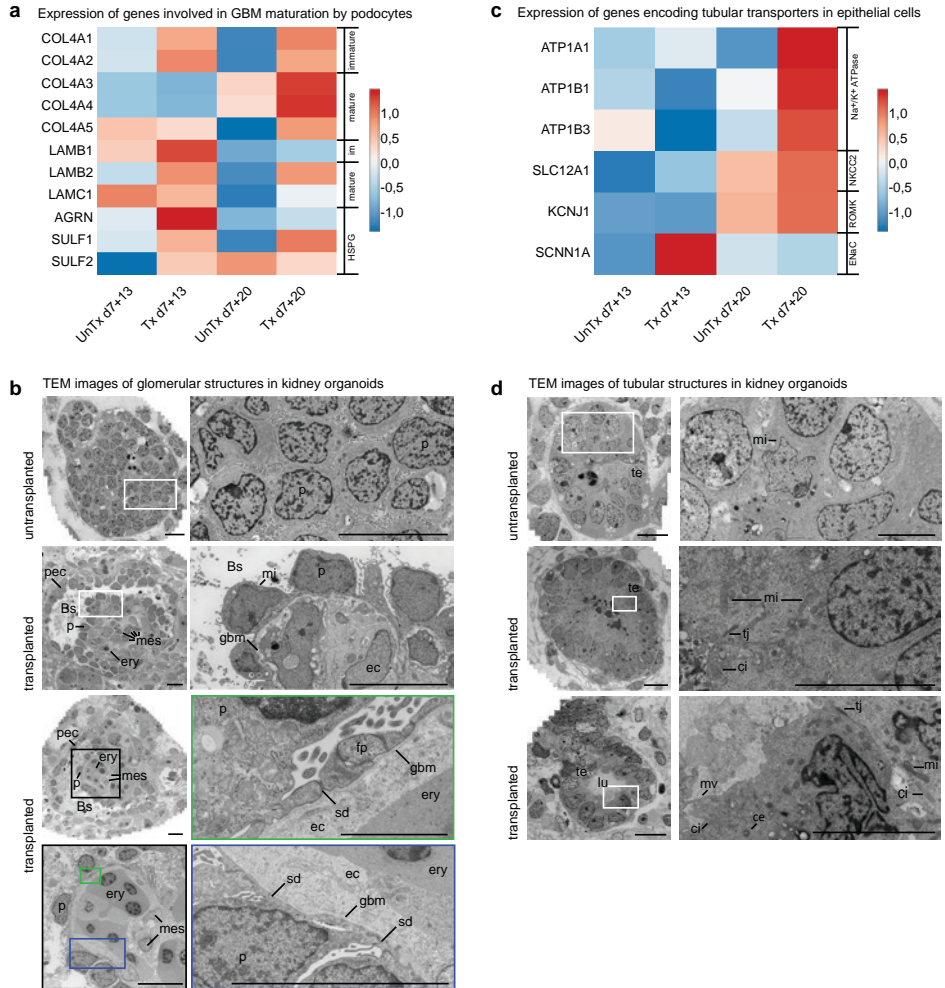 a Expression of genes involved in GBM maturation by podocytes
COL4A1
COL4A2
COL4A3
COL4A4
COL4A5
LAMB1
LAMB2
LAMC1
AGRN
SULF1
SULF2
immature
mature
im
mature
HSPG
1,0
0,5
0,0
-0,5
-1,0
UnTx d7+13
Tx d7+13
UnTx d7+20
Tx d7+20
c Expression of genes encoding tubular transporters in epithelial cells
ATP1A1
ATP1B1
ATP1B3
SLC12A1
KCNJ1
SCNN1A
Na+/K+ ATPase
NKCC2
ROMK
ENaC
1,0
0,5
0,0
-0,5
-1,0
UnTx d7+13
Tx d7+13
UnTx d7+20
Tx d7+20
b TEM images of glomerular structures in kidney organoids
untransplanted
p
p
transplanted
pec
Bs
p
mes
ery
Bs
mi
p
gbm
ec
transplanted
pec
ery
mes
p
Bs
p
fp
gbm
sd
ery
ec
ery
p
mes
ery
ec
sd
gbm
sd
p
d TEM images of tubular structures in kidney organoids
untransplanted
te
mi
transplanted
te
mi
tj
ci
transplanted
te
lu
tj
mi
mv
ci
ci
ce